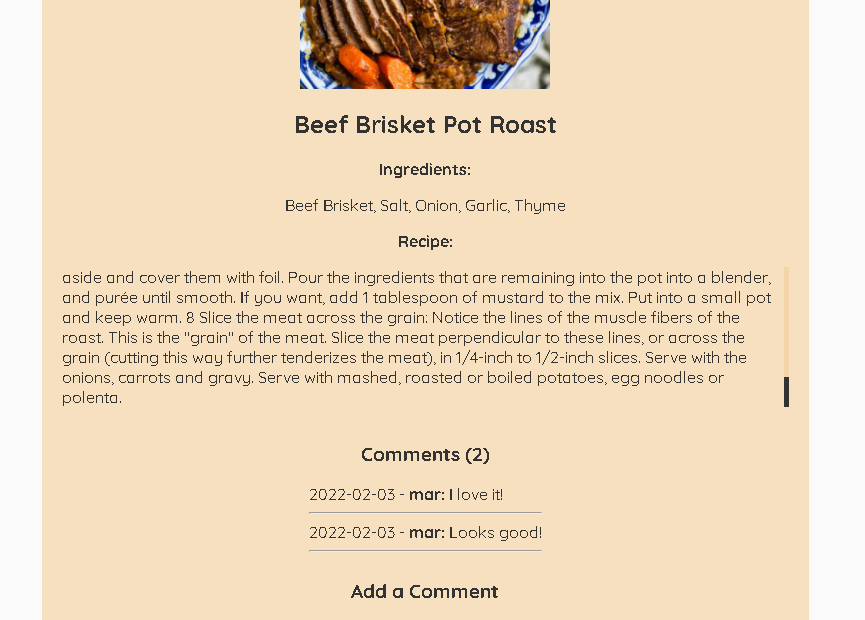 Beef Brisket Pot Roast
Ingredients:
Beef Brisket, Salt, Onion, Garlic, Thyme
Recipe:
aside and cover them with foil. Pour the ingredients that are remaining into the pot into a blender,
and purée until smooth. If you want, add 1 tablespoon of mustard to the mix. Put into a small pot
and keep warm. 8 Slice the meat across the grain: Notice the lines of the muscle fibers of the
roast. This is the "grain" of the meat. Slice the meat perpendicular to these lines, or across the
grain (cutting this way further tenderizes the meat), in 1/4-inch to 1/2-inch slices. Serve with the
onions, carrots and gravy. Serve with mashed, roasted or boiled potatoes, egg noodles or
polenta.
Comments (2)
2022-02-03 - mar: I love it!
2022-02-03 - mar: Looks good!
Add a Comment